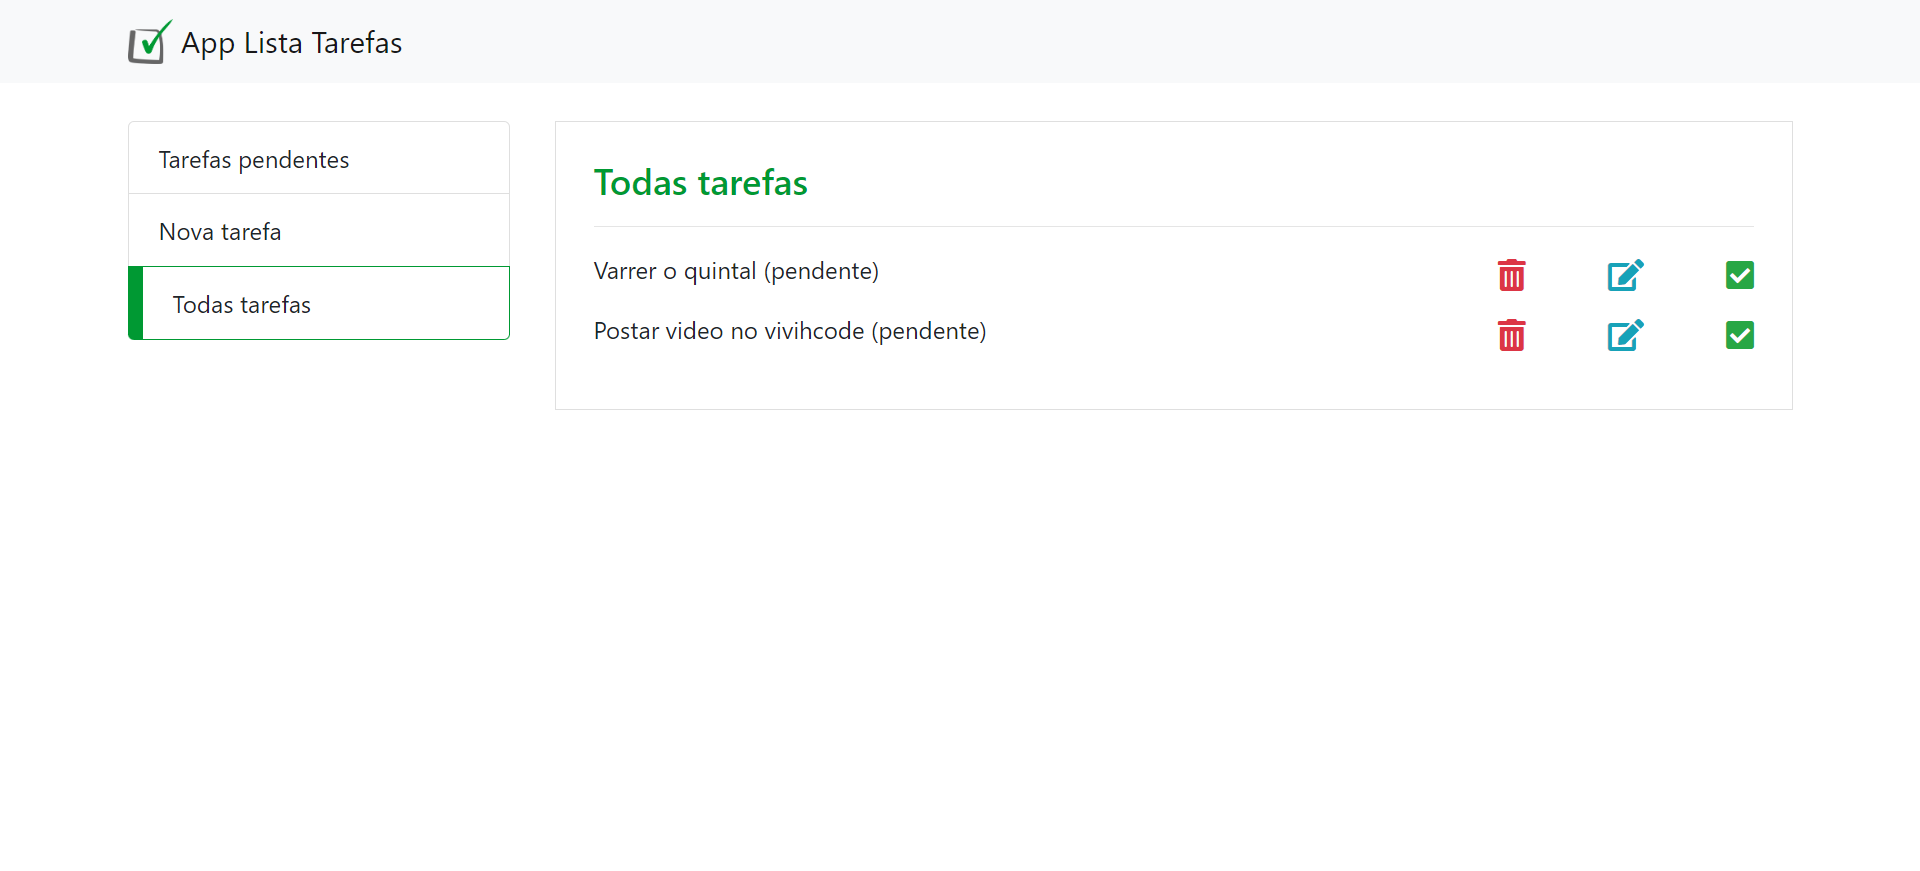 App Lista Tarefas
Tarefas pendentes
Nova tarefa
Todas tarefas
Todas tarefas
Varrer o quintal (pendente)
Postar video no vivihcode (pendente)